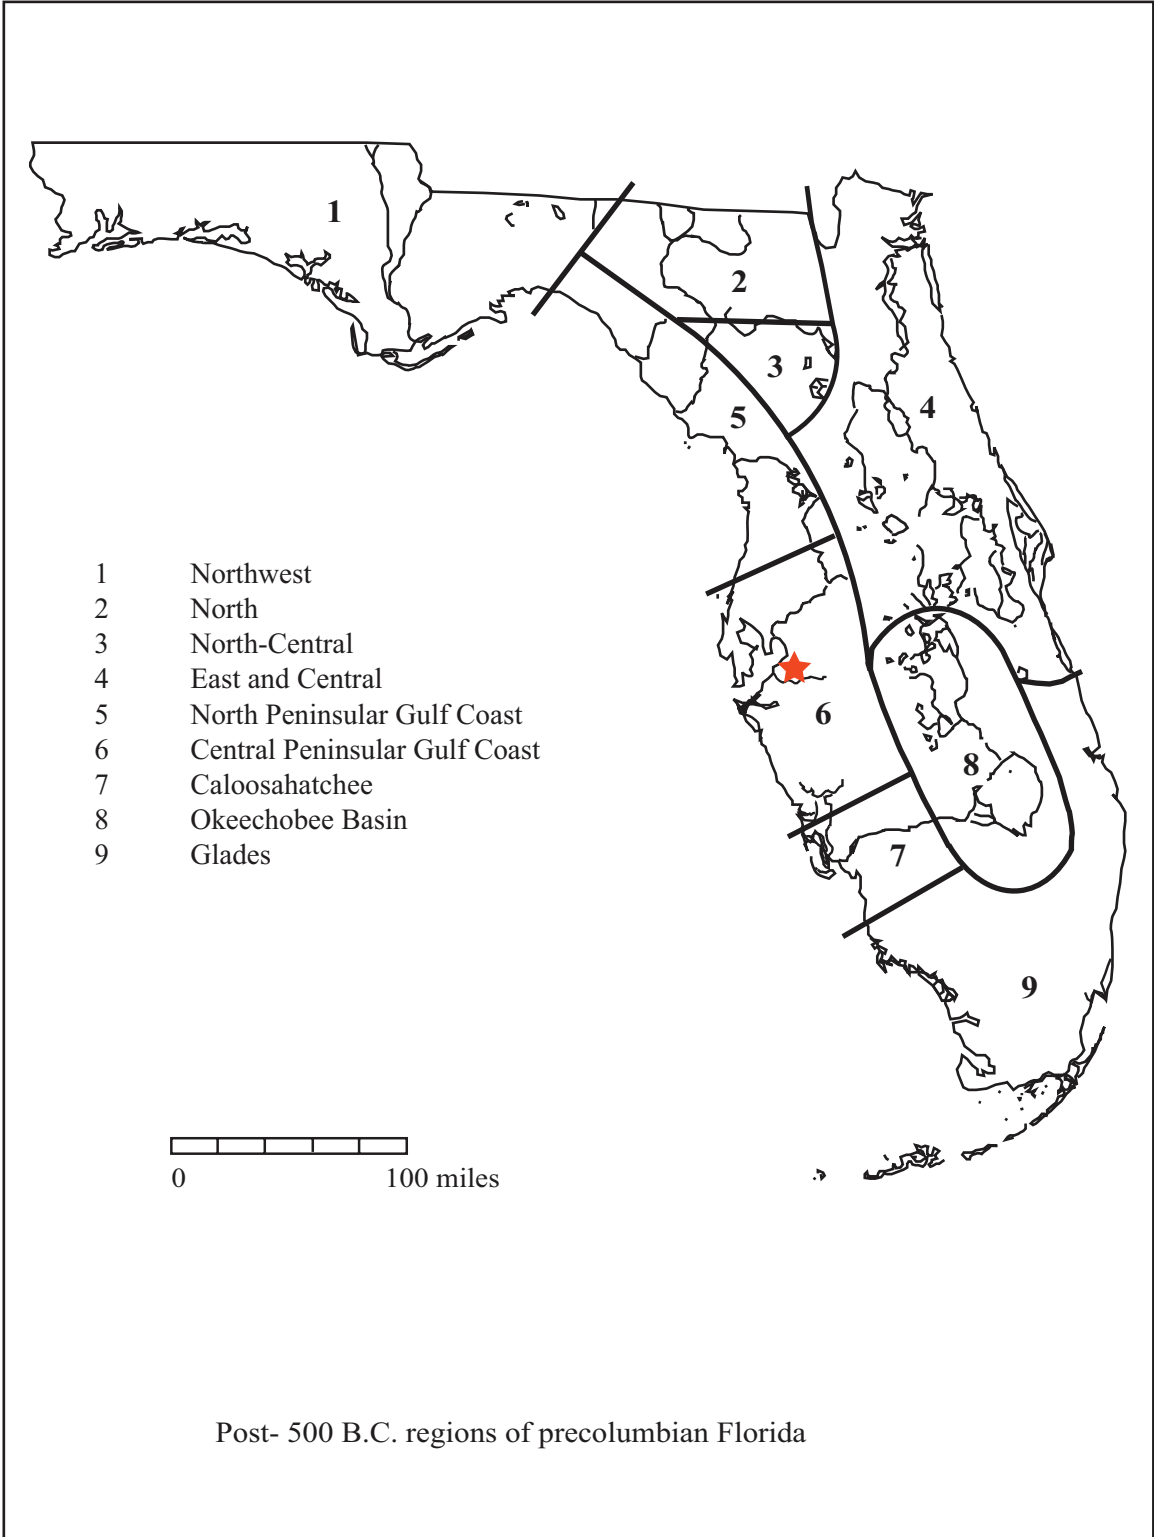 1
2
3
4
5
6
7
8
9
1 Northwest
2 North
3 North-Central
4 East and Central
5 North Peninsular Gulf Coast
6 Central Peninsular Gulf Coast
7 Caloosahatchee
8 Okeechobee Basin
9 Glades
0 100 miles
Post- 500 B.C. regions of precolumbian Florida